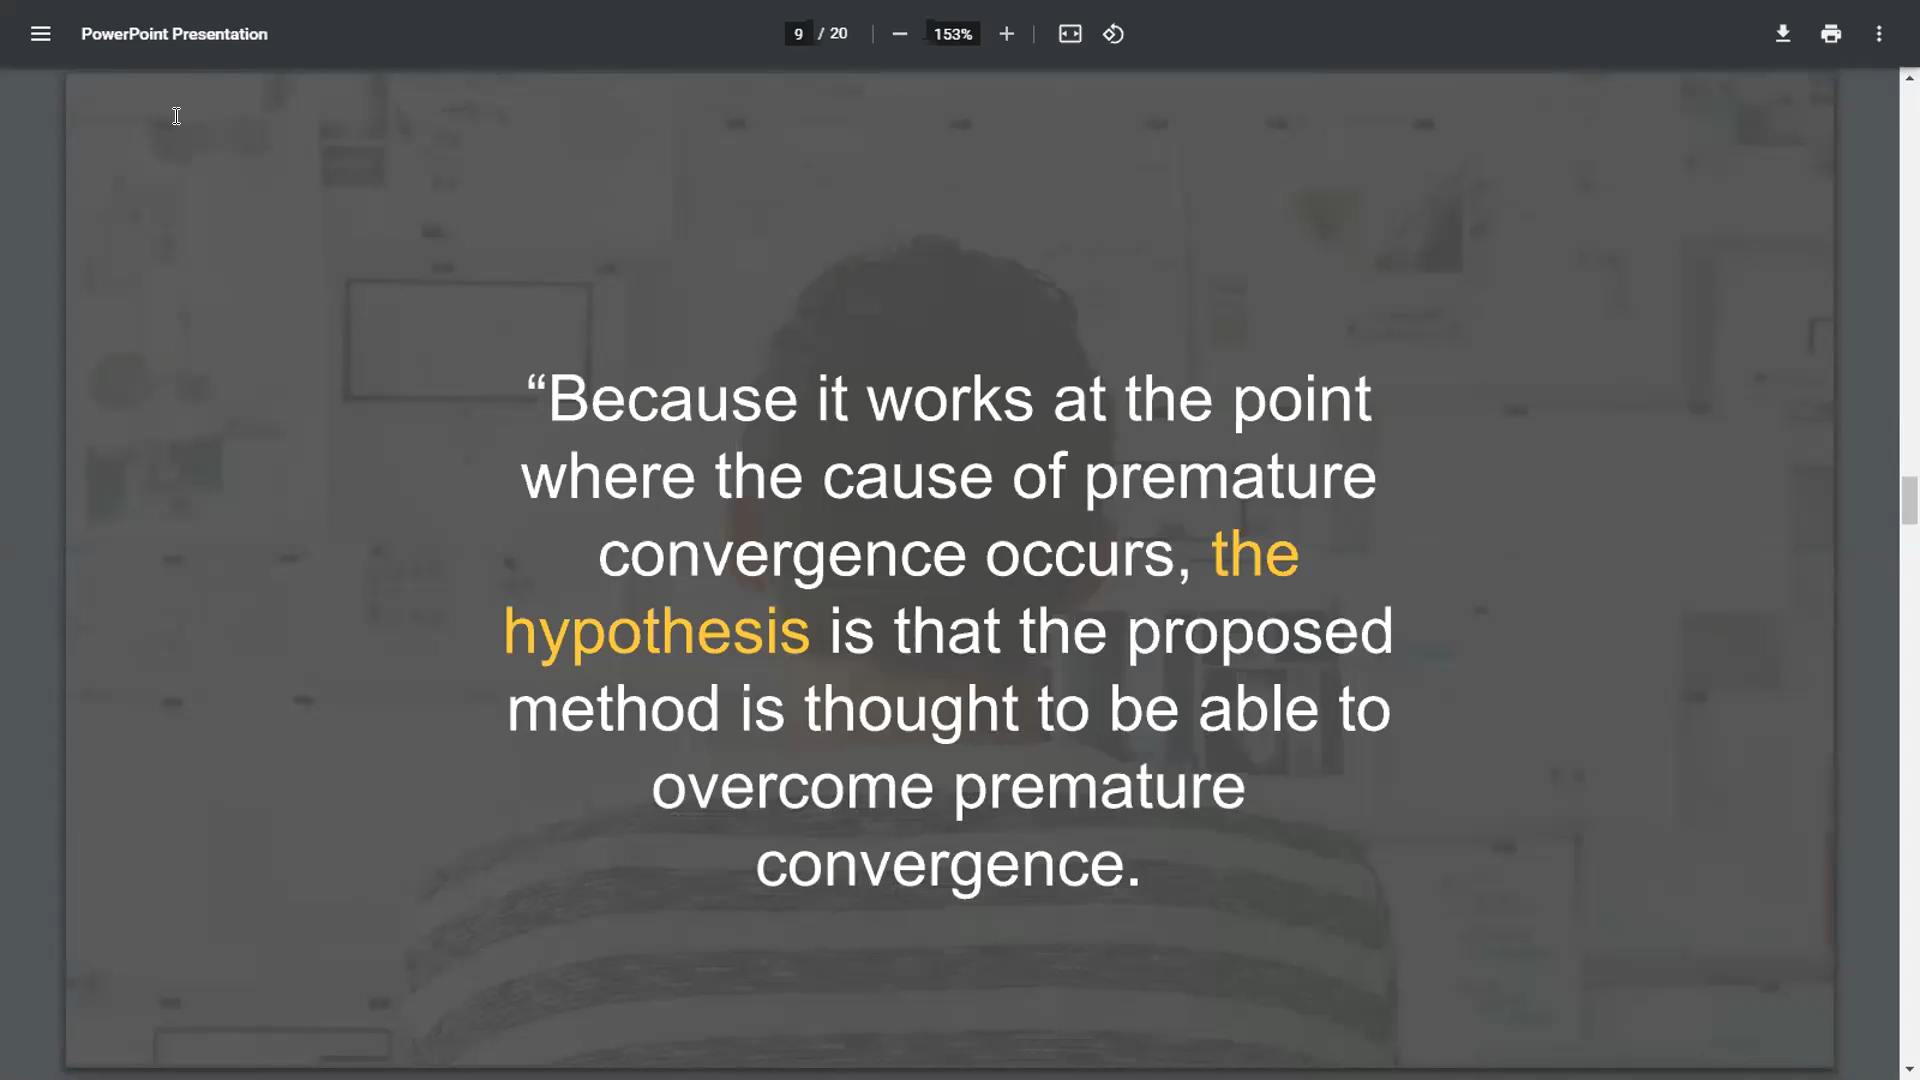 PowerPoint Presentation
9 / 20
153%
“Because it works at the point
where the cause of premature
convergence occurs, the
hypothesis is that the proposed
method is thought to be able to
overcome premature
convergence.